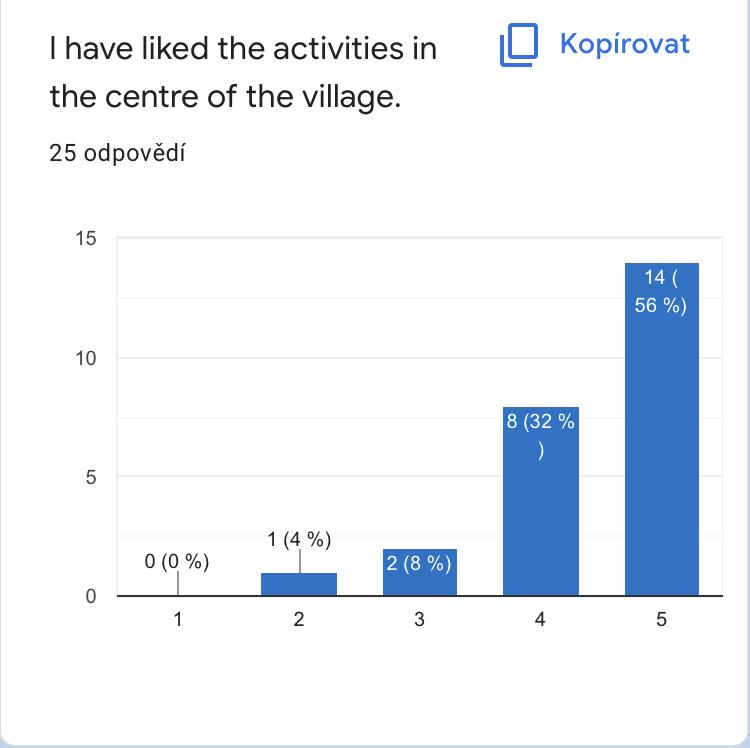 I have liked the activities in
the centre of the village.
Kopírovat
25 odpovědí
15
10
5
0
0 (0 %)
1 (4 %)
2 (8 %)
8 (32 %
)
14 (
56 %)
1
2
3
4
5